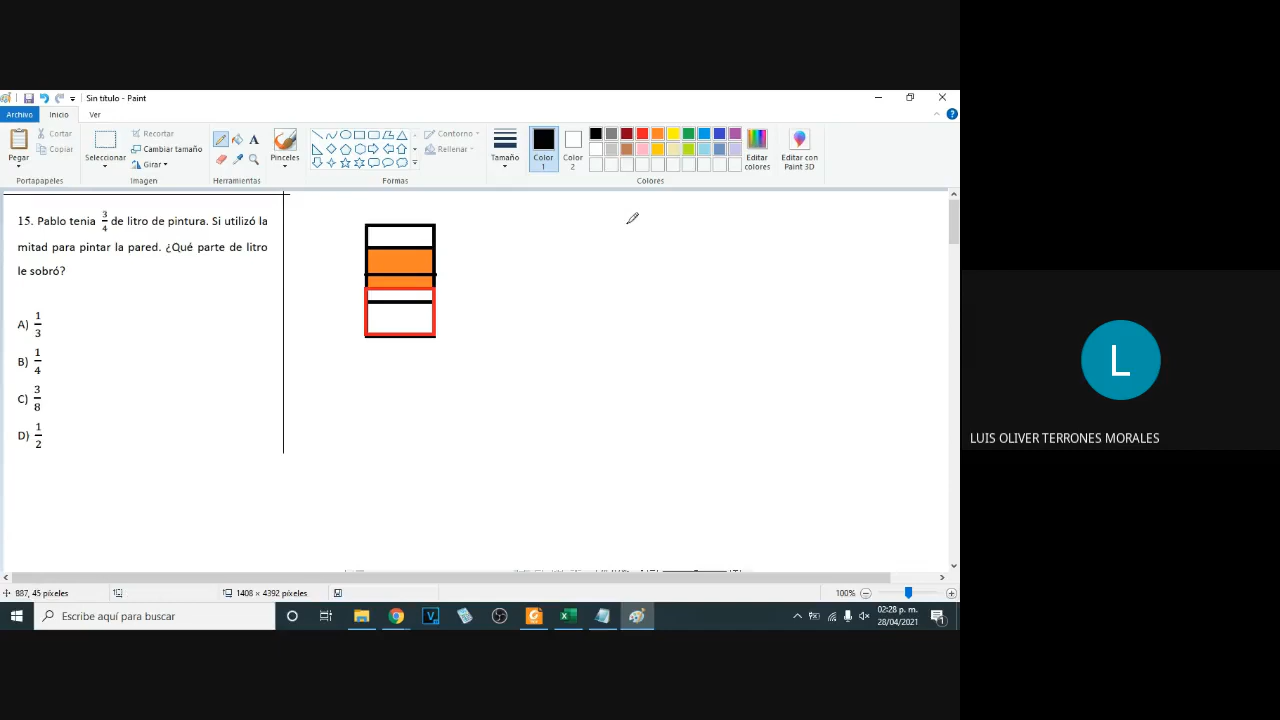 Sin título - Paint
Archivo Inicio Ver
Pegar
Cortar
Copiar
Portapapeles
Seleccionar
Recortar
Cambiar tamaño
Girar
Imagen
Herramientas
Pinceles
Contorno
Rellenar
Formas
Tamaño
Color 1
Color 2
Editar colores
Editar con Paint 3D
Colores
15. Pablo tenia 3/4 de litro de pintura. Si utilizó la
mitad para pintar la pared. ¿Qué parte de litro
le sobró?
A) 1/3
B) 1/4
C) 3/8
D) 1/2
L
LUIS OLIVER TERRONES MORALES
887, 45 píxeles
1408 × 4392 píxeles
100%
Escribe aquí para buscar
02:28 p. m.
28/04/2021